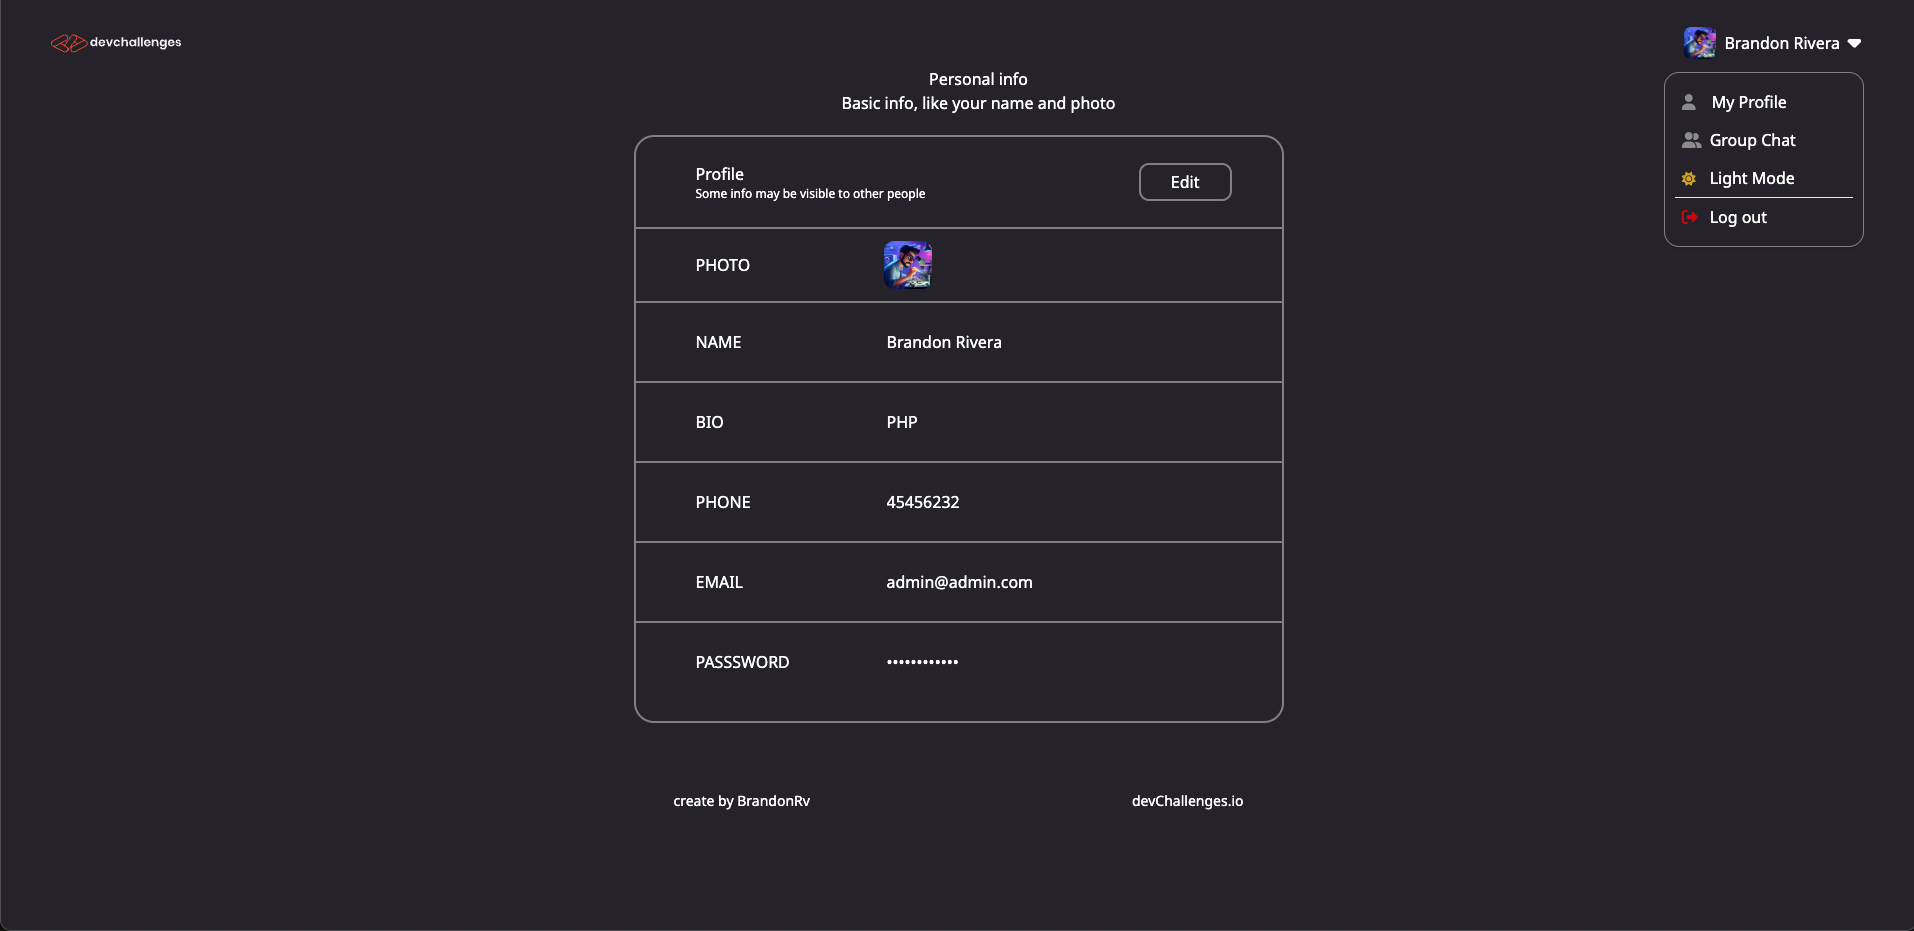 devchallenges
Brandon Rivera
My Profile
Group Chat
Light Mode
Log out
Personal info
Basic info, like your name and photo
Profile
Some info may be visible to other people
Edit
PHOTO
NAME Brandon Rivera
BIO PHP
PHONE 45456232
EMAIL admin@admin.com
PASSSWORD ••••••••••••
create by BrandonRv devChallenges.io